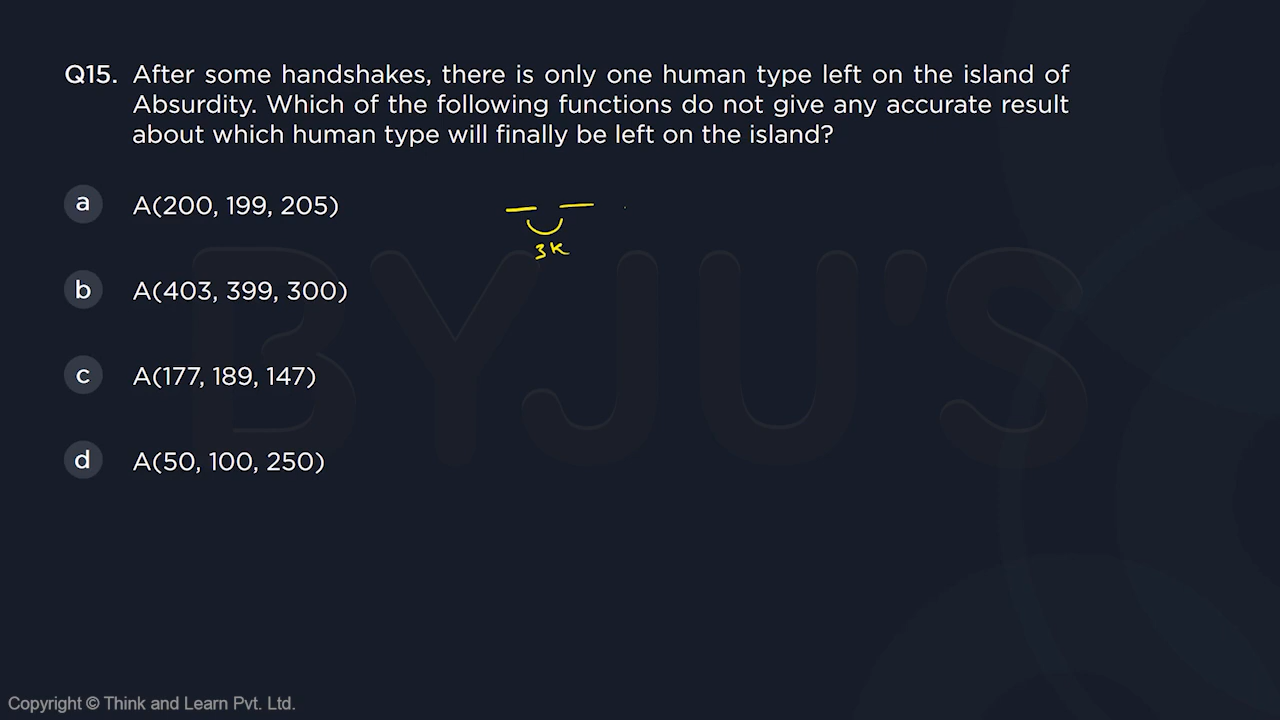 Q15. After some handshakes, there is only one human type left on the island of
Absurdity. Which of the following functions do not give any accurate result
about which human type will finally be left on the island?
a A(200, 199, 205)
3K
b A(403, 399, 300)
BYJU'S
c A(177, 189, 147)
d A(50, 100, 250)
Copyright © Think and Learn Pvt. Ltd.